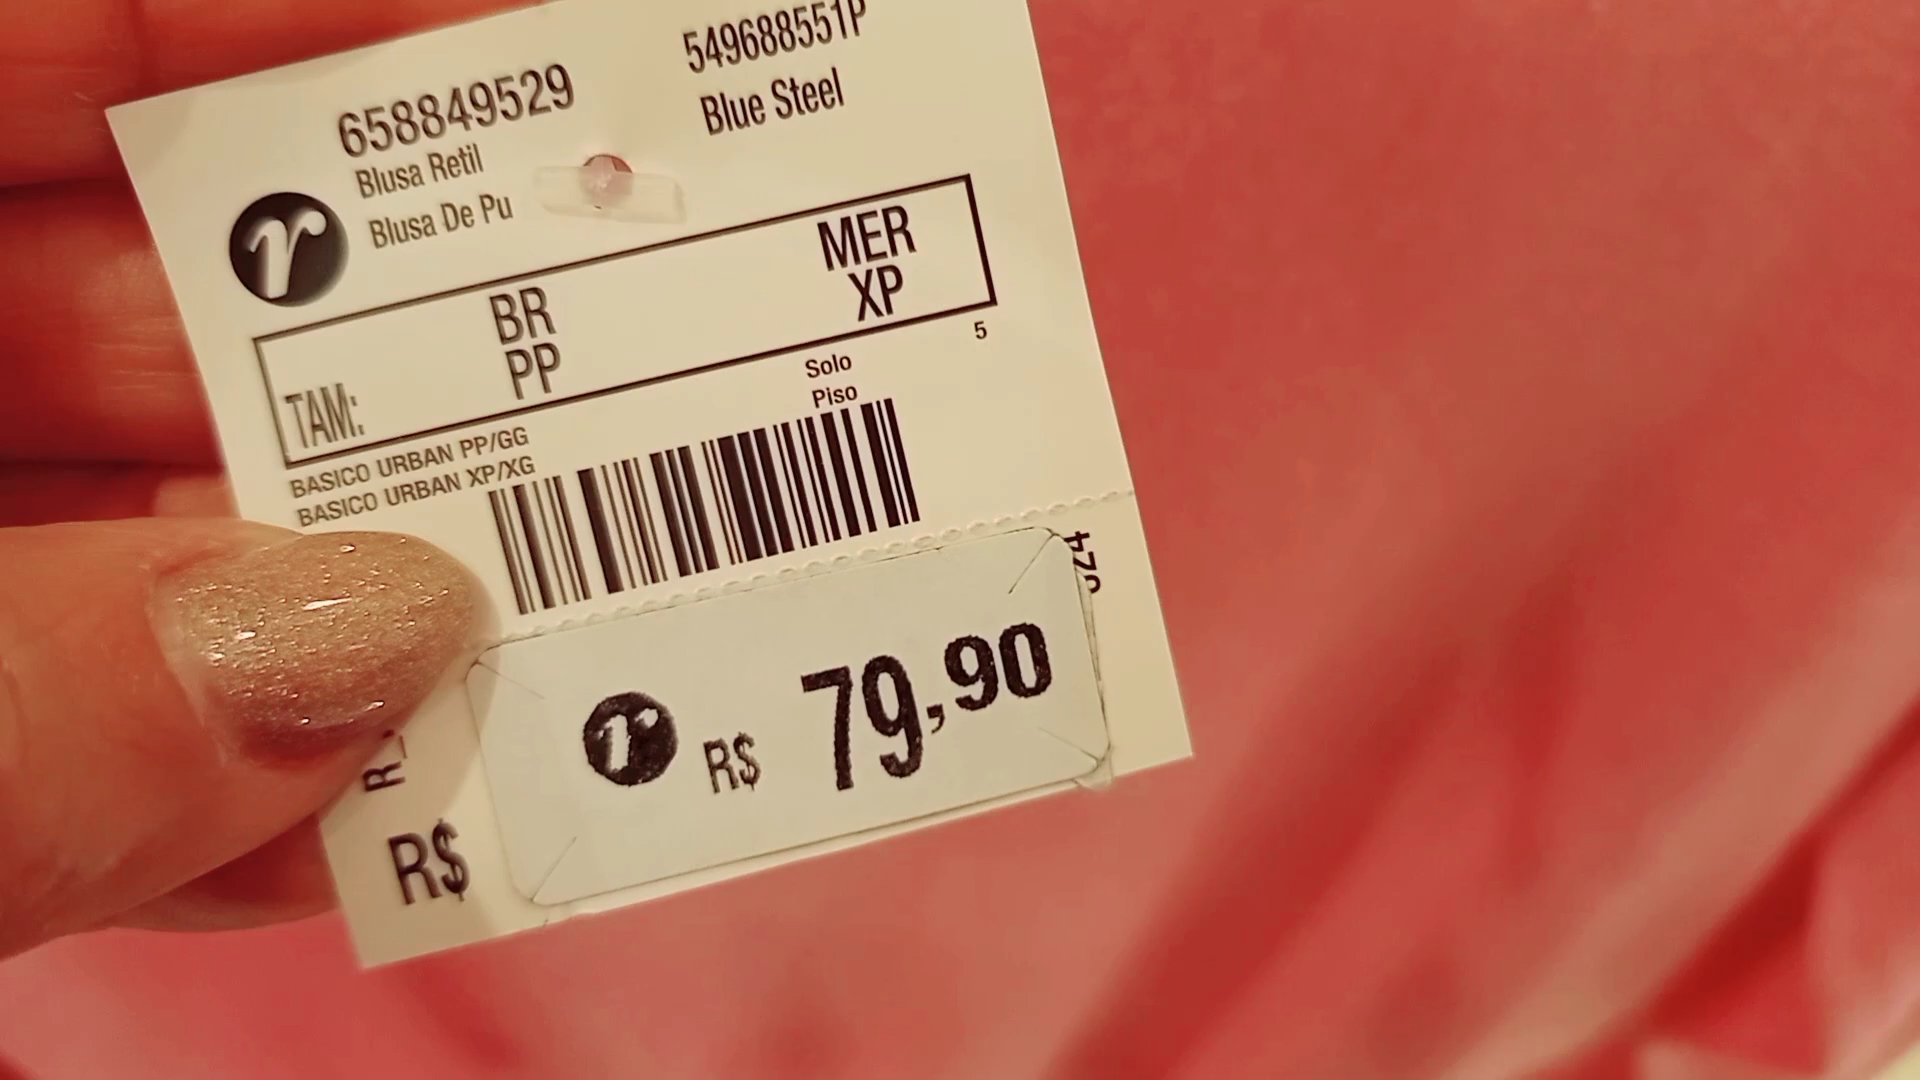 658849529
549688551P
Blusa Retil
Blue Steel
Blusa De Pu
r
BR
MER
TAM:
PP
XP
5
Solo
Piso
BASICO URBAN PP/GG
BASICO URBAN XP/XG
r R$ 79,90
R$